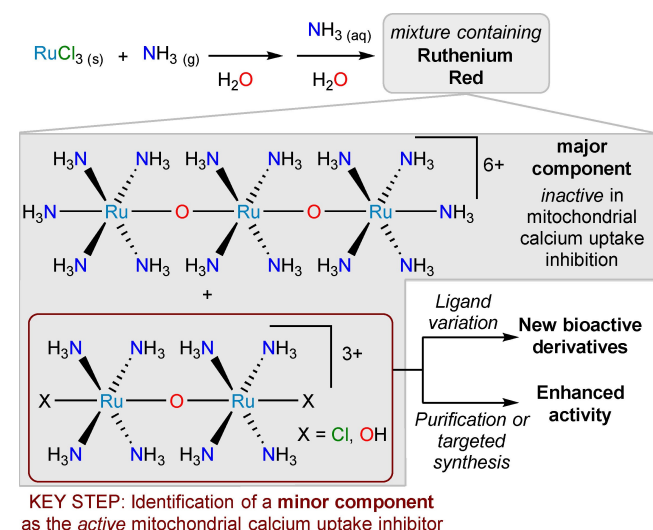 RuCl3 (s) + NH3 (g)
H2O
NH3 (aq)
H2O
mixture containing
Ruthenium
Red
H3N NH3 H3N NH3 H3N NH3
6+
H3N Ru O Ru O Ru NH3
H3N NH3 H3N NH3 H3N NH3
major
component
inactive in
mitochondrial
calcium uptake
inhibition
+
H3N NH3 H3N NH3
3+
X Ru O Ru X
X = Cl, OH
H3N NH3 H3N NH3
Ligand
variation
New bioactive
derivatives
Enhanced
activity
Purification or
targeted
synthesis
KEY STEP: Identification of a minor component
as the active mitochondrial calcium uptake inhibitor